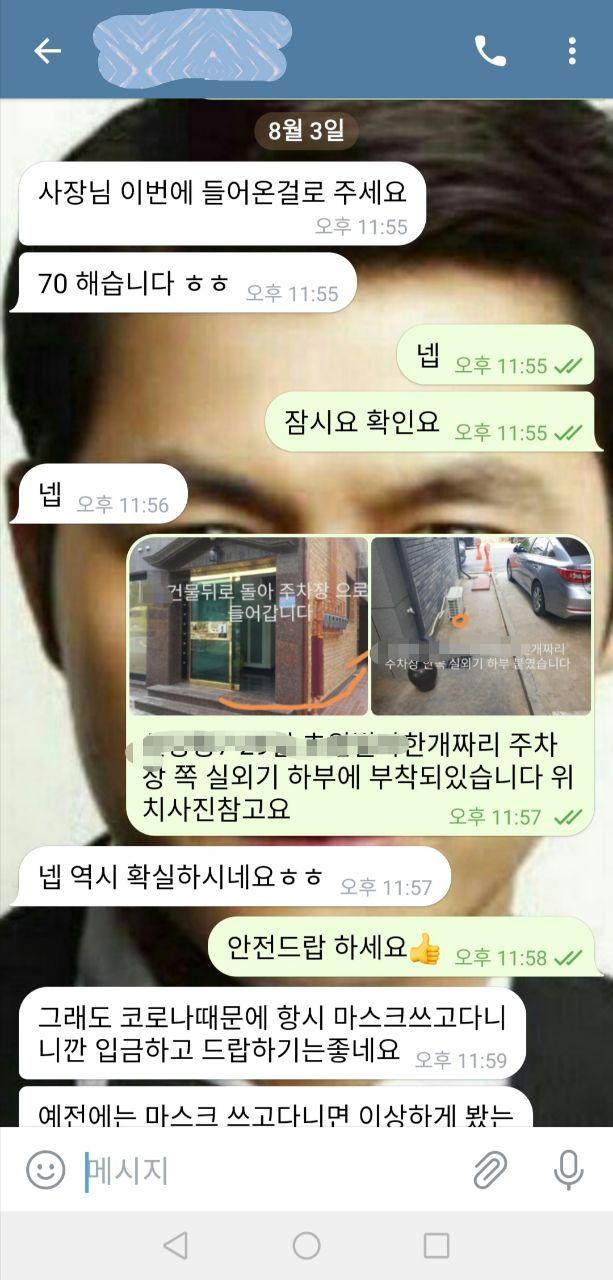 8월 3일
사장님 이번에 들어온걸로 주세요
오후 11:55
70 해습니다 ㅎㅎ 오후 11:55
넵 오후 11:55
잠시요 확인요 오후 11:55
넵 오후 11:56
건물뒤로 돌아 주차장 으로
들어갑니다
한개짜리
주차장 한쪽 실외기 하부 붙였습니다
한개짜리 주차
장 쪽 실외기 하부에 부착되있습니다 위
치사진참고요 오후 11:57
넵 역시 확실하시네요ㅎㅎ 오후 11:57
안전드랍 하세요👍 오후 11:58
그래도 코로나때문에 항시 마스크쓰고다니
니깐 입금하고 드랍하기는좋네요 오후 11:59
예전에는 마스크 쓰고다니면 이상하게 봤는
메시지